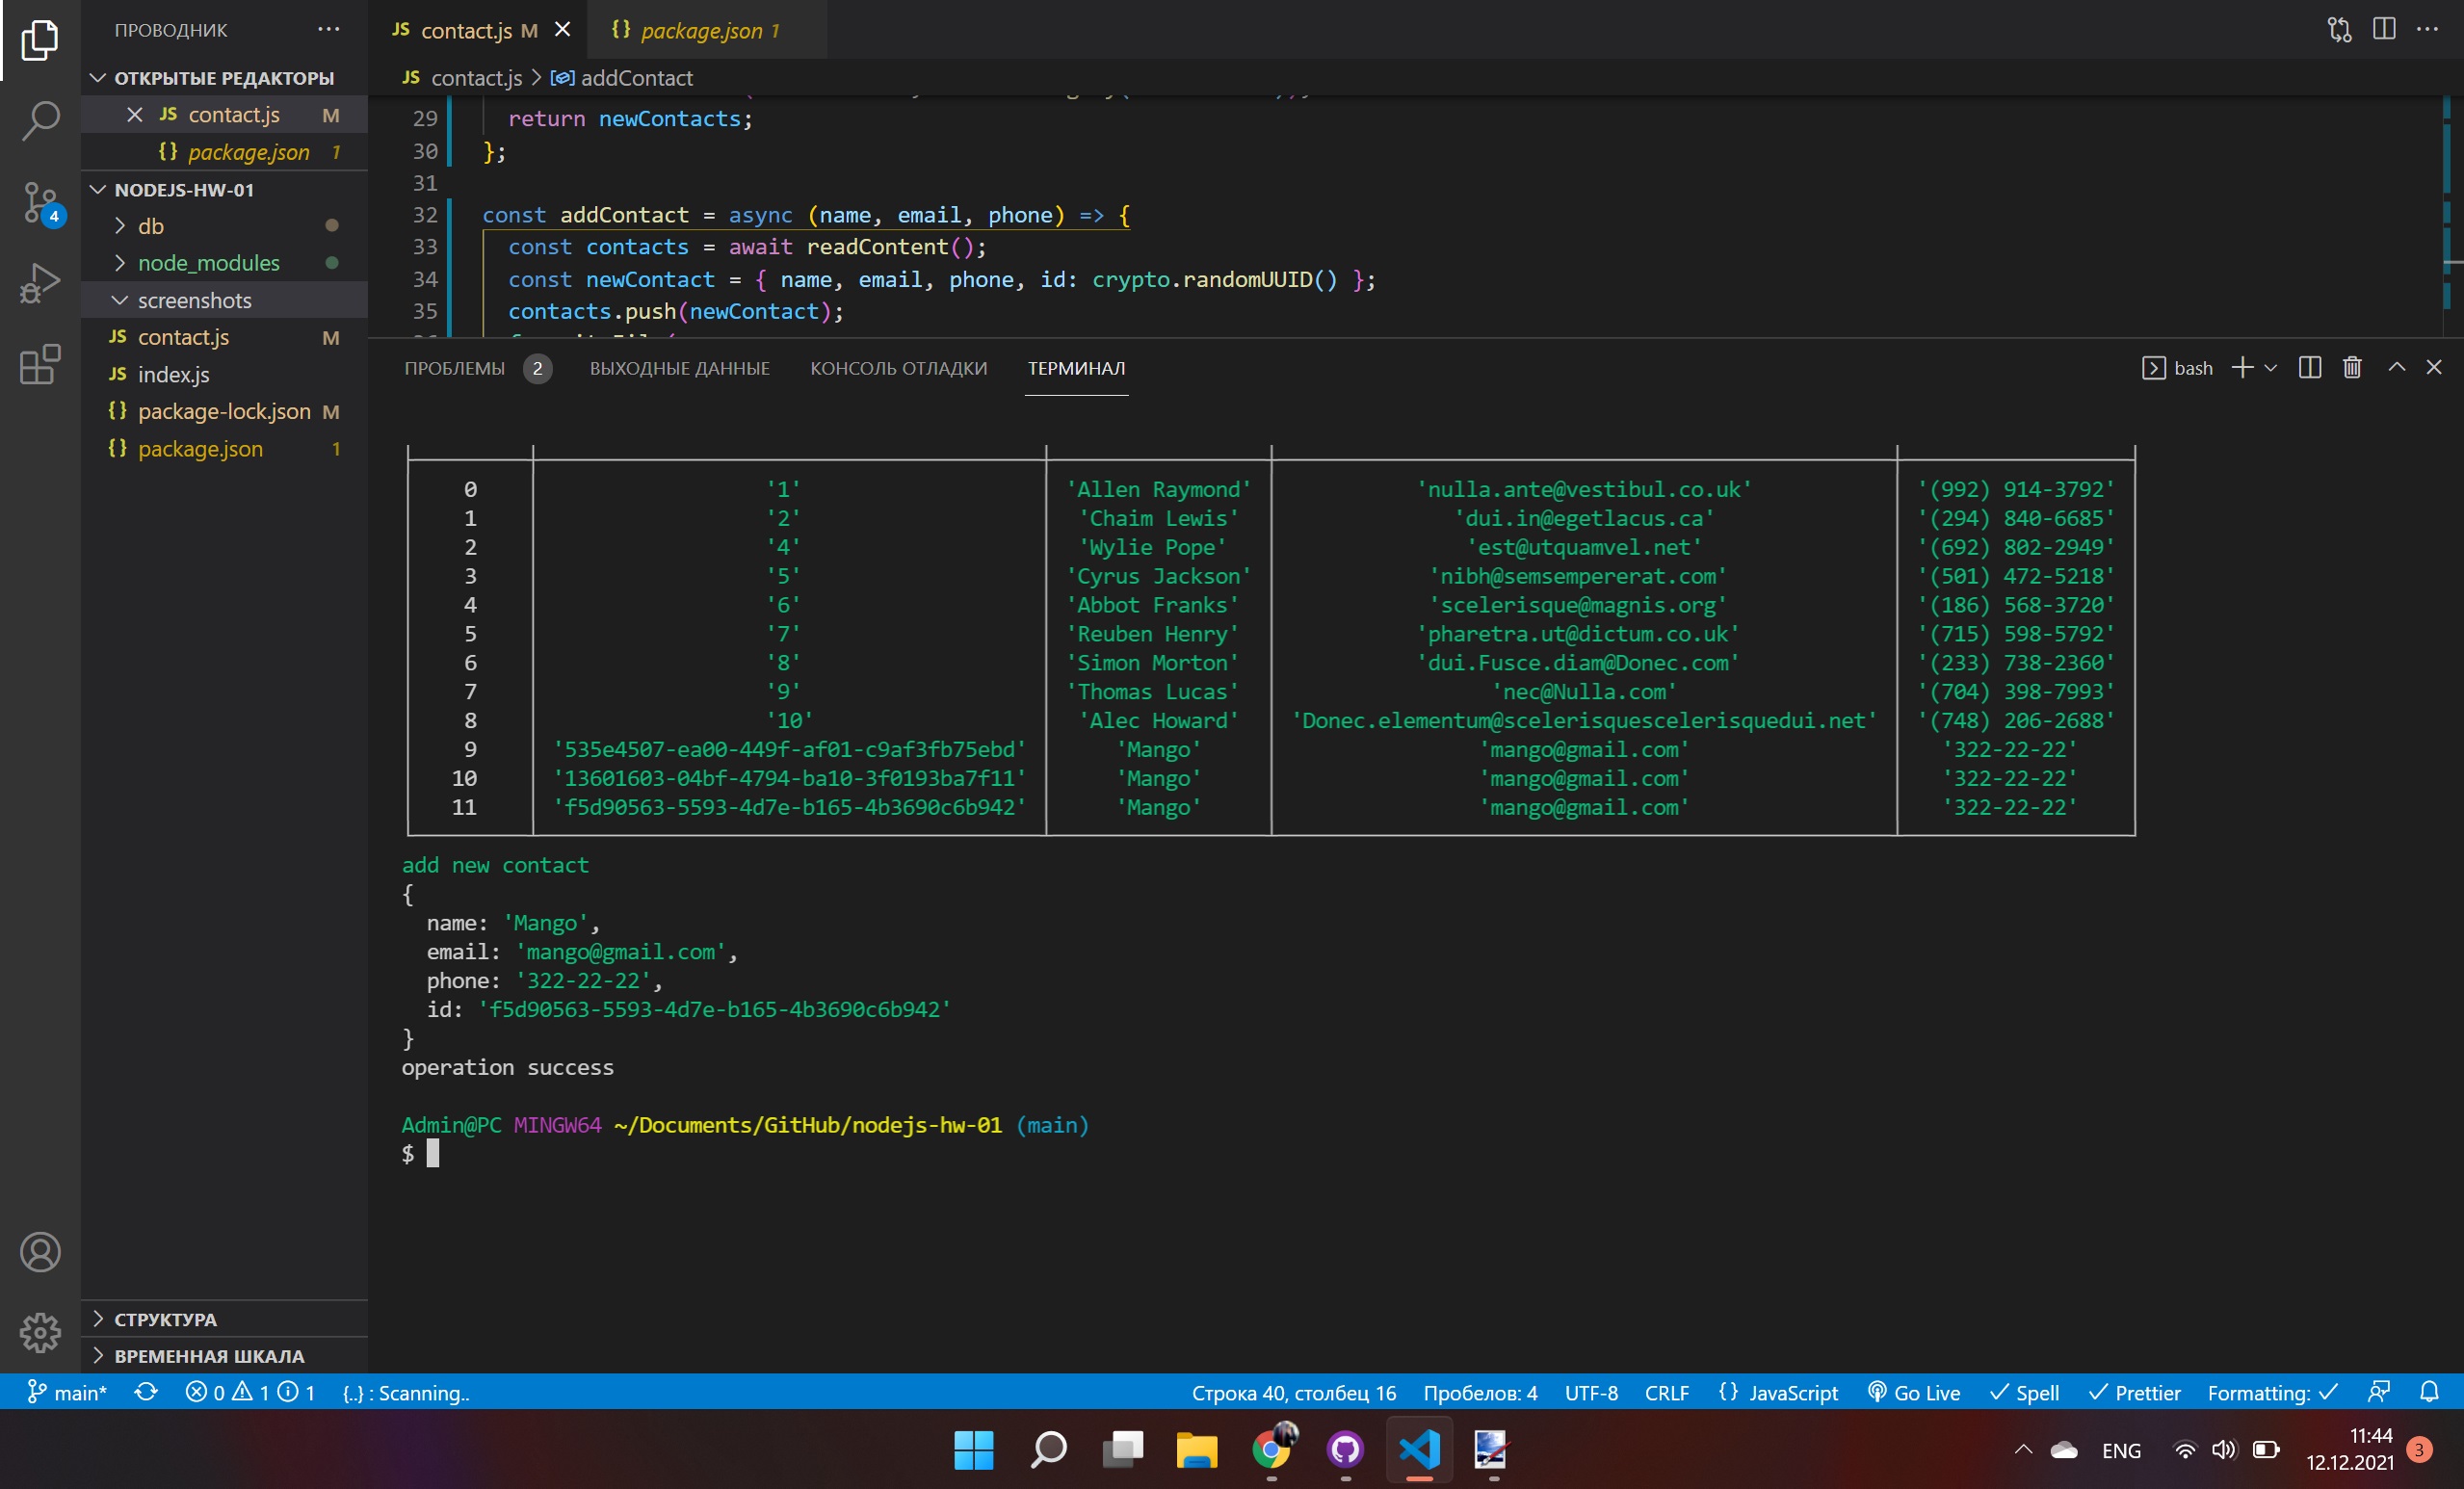 ПРОВОДНИК
ОТКРЫТЫЕ РЕДАКТОРЫ
JS contact.js M
{} package.json 1
NODEJS-HW-01
db
node_modules
screenshots
JS contact.js M
JS index.js
{} package-lock.json M
{} package.json 1
СТРУКТУРА
ВРЕМЕННАЯ ШКАЛА
4
JS contact.js M
{} package.json 1
JS contact.js > addContact
29 return newContacts;
30 };
31
32 const addContact = async (name, email, phone) => {
33 const contacts = await readContent();
34 const newContact = { name, email, phone, id: crypto.randomUUID() };
35 contacts.push(newContact);
ПРОБЛЕМЫ 2 ВЫХОДНЫЕ ДАННЫЕ КОНСОЛЬ ОТЛАДКИ ТЕРМИНАЛ bash
0 '1' 'Allen Raymond' 'nulla.ante@vestibul.co.uk' '(992) 914-3792'
1 '2' 'Chaim Lewis' 'dui.in@egetlacus.ca' '(294) 840-6685'
2 '4' 'Wylie Pope' 'est@utquamvel.net' '(692) 802-2949'
3 '5' 'Cyrus Jackson' 'nibh@semsempererat.com' '(501) 472-5218'
4 '6' 'Abbot Franks' 'scelerisque@magnis.org' '(186) 568-3720'
5 '7' 'Reuben Henry' 'pharetra.ut@dictum.co.uk' '(715) 598-5792'
6 '8' 'Simon Morton' 'dui.Fusce.diam@Donec.com' '(233) 738-2360'
7 '9' 'Thomas Lucas' 'nec@Nulla.com' '(704) 398-7993'
8 '10' 'Alec Howard' 'Donec.elementum@scelerisquescelerisquedui.net' '(748) 206-2688'
9 '535e4507-ea00-449f-af01-c9af3fb75ebd' 'Mango' 'mango@gmail.com' '322-22-22'
10 '13601603-04bf-4794-ba10-3f0193ba7f11' 'Mango' 'mango@gmail.com' '322-22-22'
11 'f5d90563-5593-4d7e-b165-4b3690c6b942' 'Mango' 'mango@gmail.com' '322-22-22'
add new contact
{
name: 'Mango',
email: 'mango@gmail.com',
phone: '322-22-22',
id: 'f5d90563-5593-4d7e-b165-4b3690c6b942'
}
operation success
Admin@PC MINGW64 ~/Documents/GitHub/nodejs-hw-01 (main)
$
main* 0 1 1 {..} : Scanning.. Строка 40, столбец 16 Пробелов: 4 UTF-8 CRLF {} JavaScript Go Live Spell Prettier Formatting:
ENG 11:44 3
12.12.2021